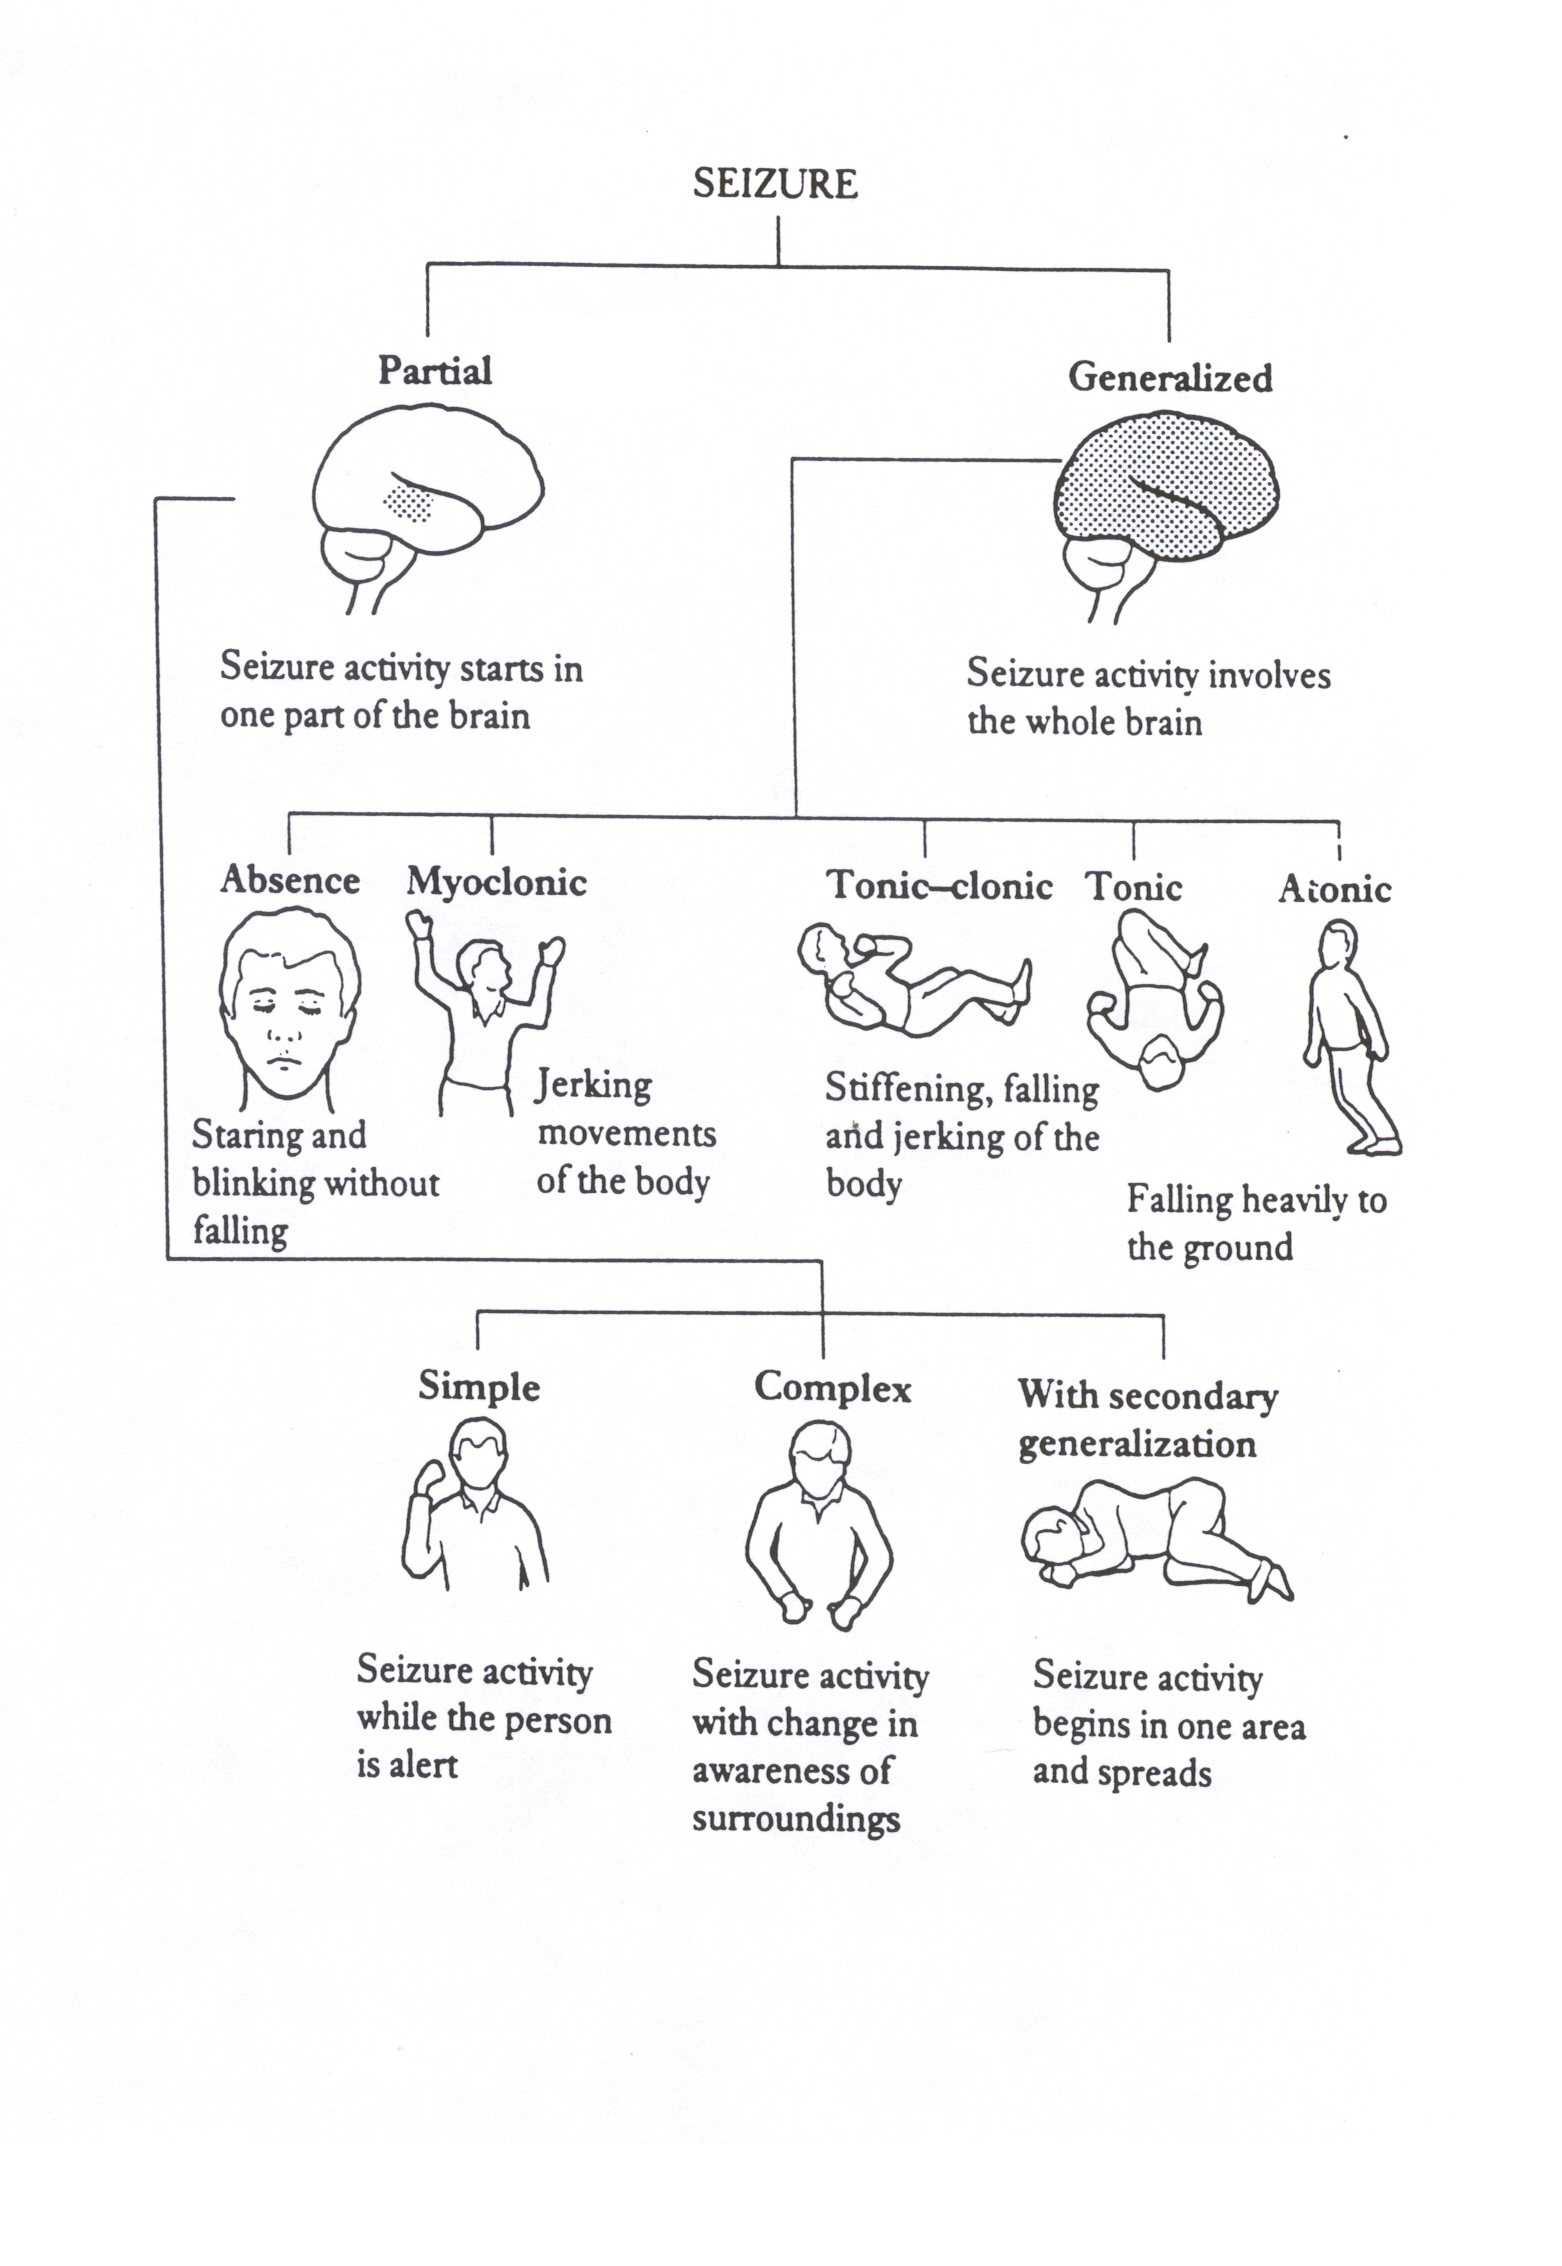 SEIZURE
Partial
Generalized
Seizure activity starts in
one part of the brain
Seizure activity involves
the whole brain
Absence
Myoclonic
Tonic–clonic
Tonic
Atonic
Staring and
blinking without
falling
Jerking
movements
of the body
Stiffening, falling
and jerking of the
body
Falling heavily to
the ground
Simple
Complex
With secondary
generalization
Seizure activity
while the person
is alert
Seizure activity
with change in
awareness of
surroundings
Seizure activity
begins in one area
and spreads